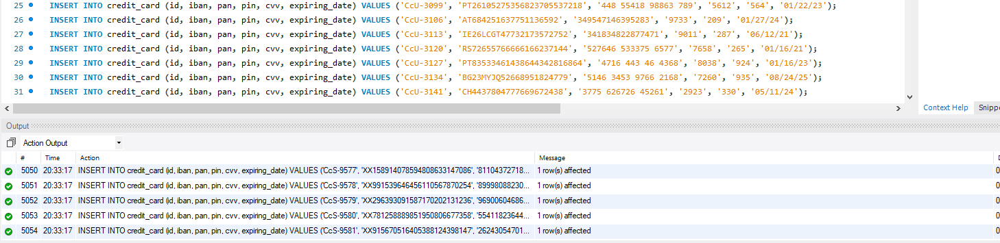 25 INSERT INTO credit_card (id, iban, pan, pin, cvv, expiring_date) VALUES ('CcU-3099', 'PT26105275356823705537218', '448 55418 98863 789', '5612', '564', '01/22/23');
26 INSERT INTO credit_card (id, iban, pan, pin, cvv, expiring_date) VALUES ('CcU-3106', 'AT684251637751136592', '349547146395283', '9733', '209', '01/27/24');
27 INSERT INTO credit_card (id, iban, pan, pin, cvv, expiring_date) VALUES ('CcU-3113', 'IE26LCGT47732173572752', '341834822877471', '9011', '287', '06/12/21');
28 INSERT INTO credit_card (id, iban, pan, pin, cvv, expiring_date) VALUES ('CcU-3120', 'RS72655766666166237144', '527646 533375 6577', '7658', '265', '01/16/21');
29 INSERT INTO credit_card (id, iban, pan, pin, cvv, expiring_date) VALUES ('CcU-3127', 'PT83533461438644342816864', '4716 443 46 4368', '8038', '924', '01/16/23');
30 INSERT INTO credit_card (id, iban, pan, pin, cvv, expiring_date) VALUES ('CcU-3134', 'BG23MYJQ52668951824779', '5146 3453 9766 2168', '7260', '935', '08/24/25');
31 INSERT INTO credit_card (id, iban, pan, pin, cvv, expiring_date) VALUES ('CcU-3141', 'CH4437804777669672438', '3775 626726 45261', '2923', '330', '05/11/24');
Context Help Snippe
Output
Action Output
# Time Action Message
5050 20:33:17 INSERT INTO credit_card (id, iban, pan, pin, cvv, expiring_date) VALUES ('CcS-9577', 'XX158914078594808633147086', '81104372718... 1 row(s) affected 0
5051 20:33:17 INSERT INTO credit_card (id, iban, pan, pin, cvv, expiring_date) VALUES ('CcS-9578', 'XX991539646456110567870254', '89998088230... 1 row(s) affected 0
5052 20:33:17 INSERT INTO credit_card (id, iban, pan, pin, cvv, expiring_date) VALUES ('CcS-9579', 'XX296393091587170202131236', '96900604686... 1 row(s) affected 0
5053 20:33:17 INSERT INTO credit_card (id, iban, pan, pin, cvv, expiring_date) VALUES ('CcS-9580', 'XX781258889851950806677358', '55411823644... 1 row(s) affected 0
5054 20:33:17 INSERT INTO credit_card (id, iban, pan, pin, cvv, expiring_date) VALUES ('CcS-9581', 'XX915670516405388124398147', '26243054701... 1 row(s) affected 0